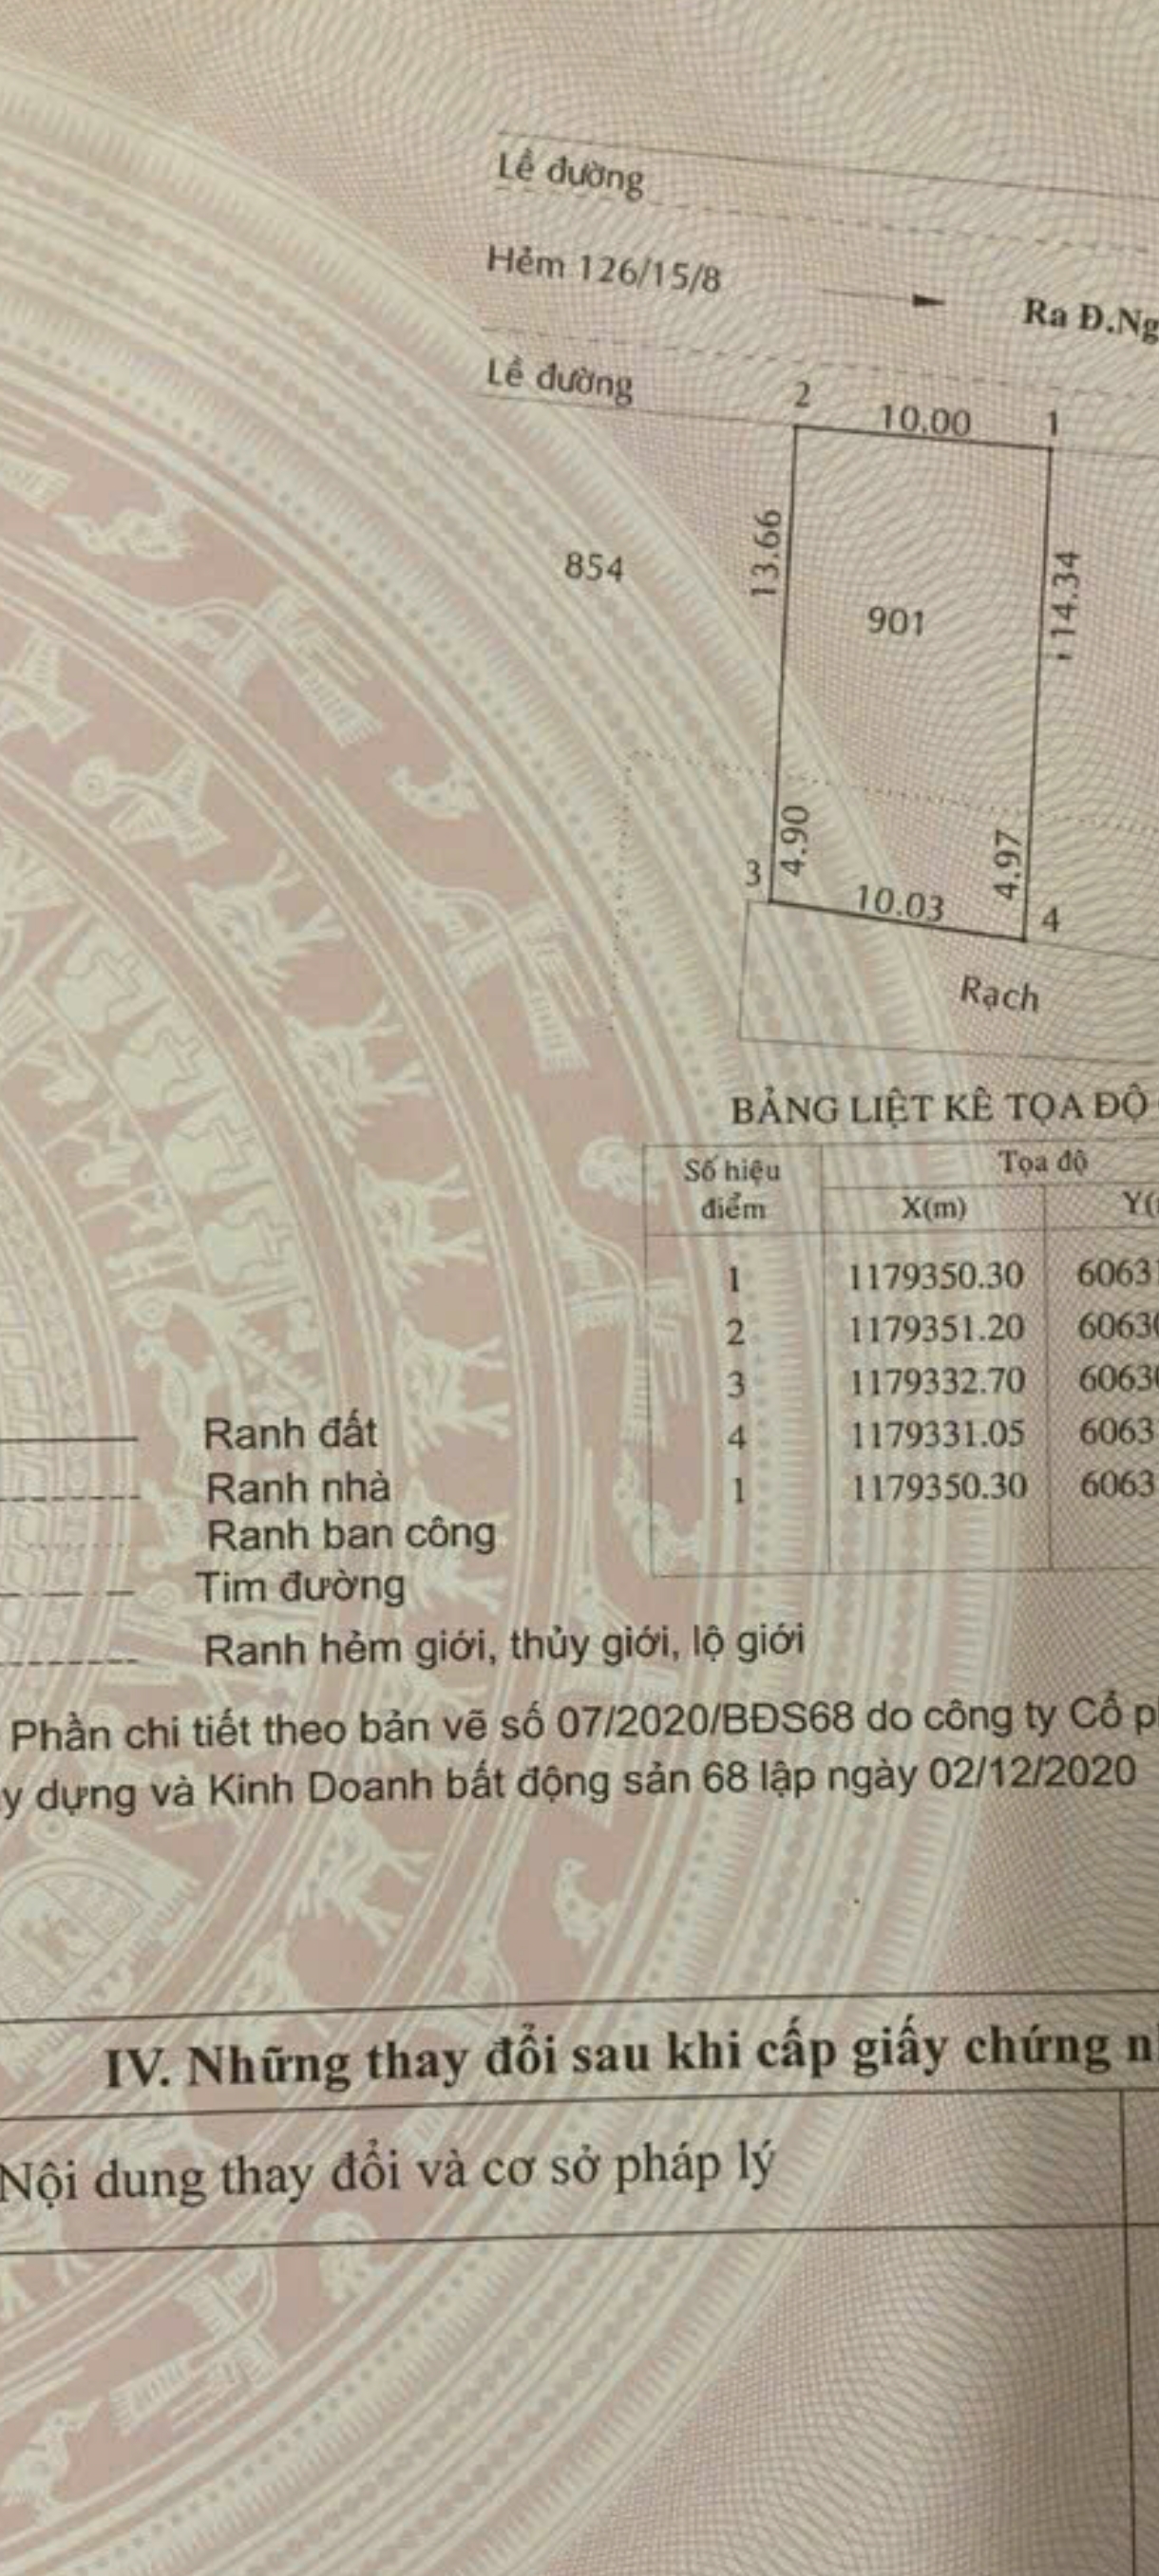 Lề đường
Hẻm 126/15/8
Ra Đ.Ng
Lề đường
2
10.00
1
13.66
14.34
854
901
4.90
4.97
3
10.03
4
Rạch
BẢNG LIỆT KÊ TỌA ĐỘ
Số hiệu điểm
Tọa độ
X(m)
Y(
1 1179350.30 6063
2 1179351.20 6063
3 1179332.70 6063
4 1179331.05 6063
1 1179350.30 6063
Ranh đất
Ranh nhà
Ranh ban công
Tim đường
Ranh hẻm giới, thủy giới, lộ giới
Phần chi tiết theo bản vẽ số 07/2020/BĐS68 do công ty Cổ p
y dựng và Kinh Doanh bất động sản 68 lập ngày 02/12/2020
IV. Những thay đổi sau khi cấp giấy chứng n
Nội dung thay đổi và cơ sở pháp lý